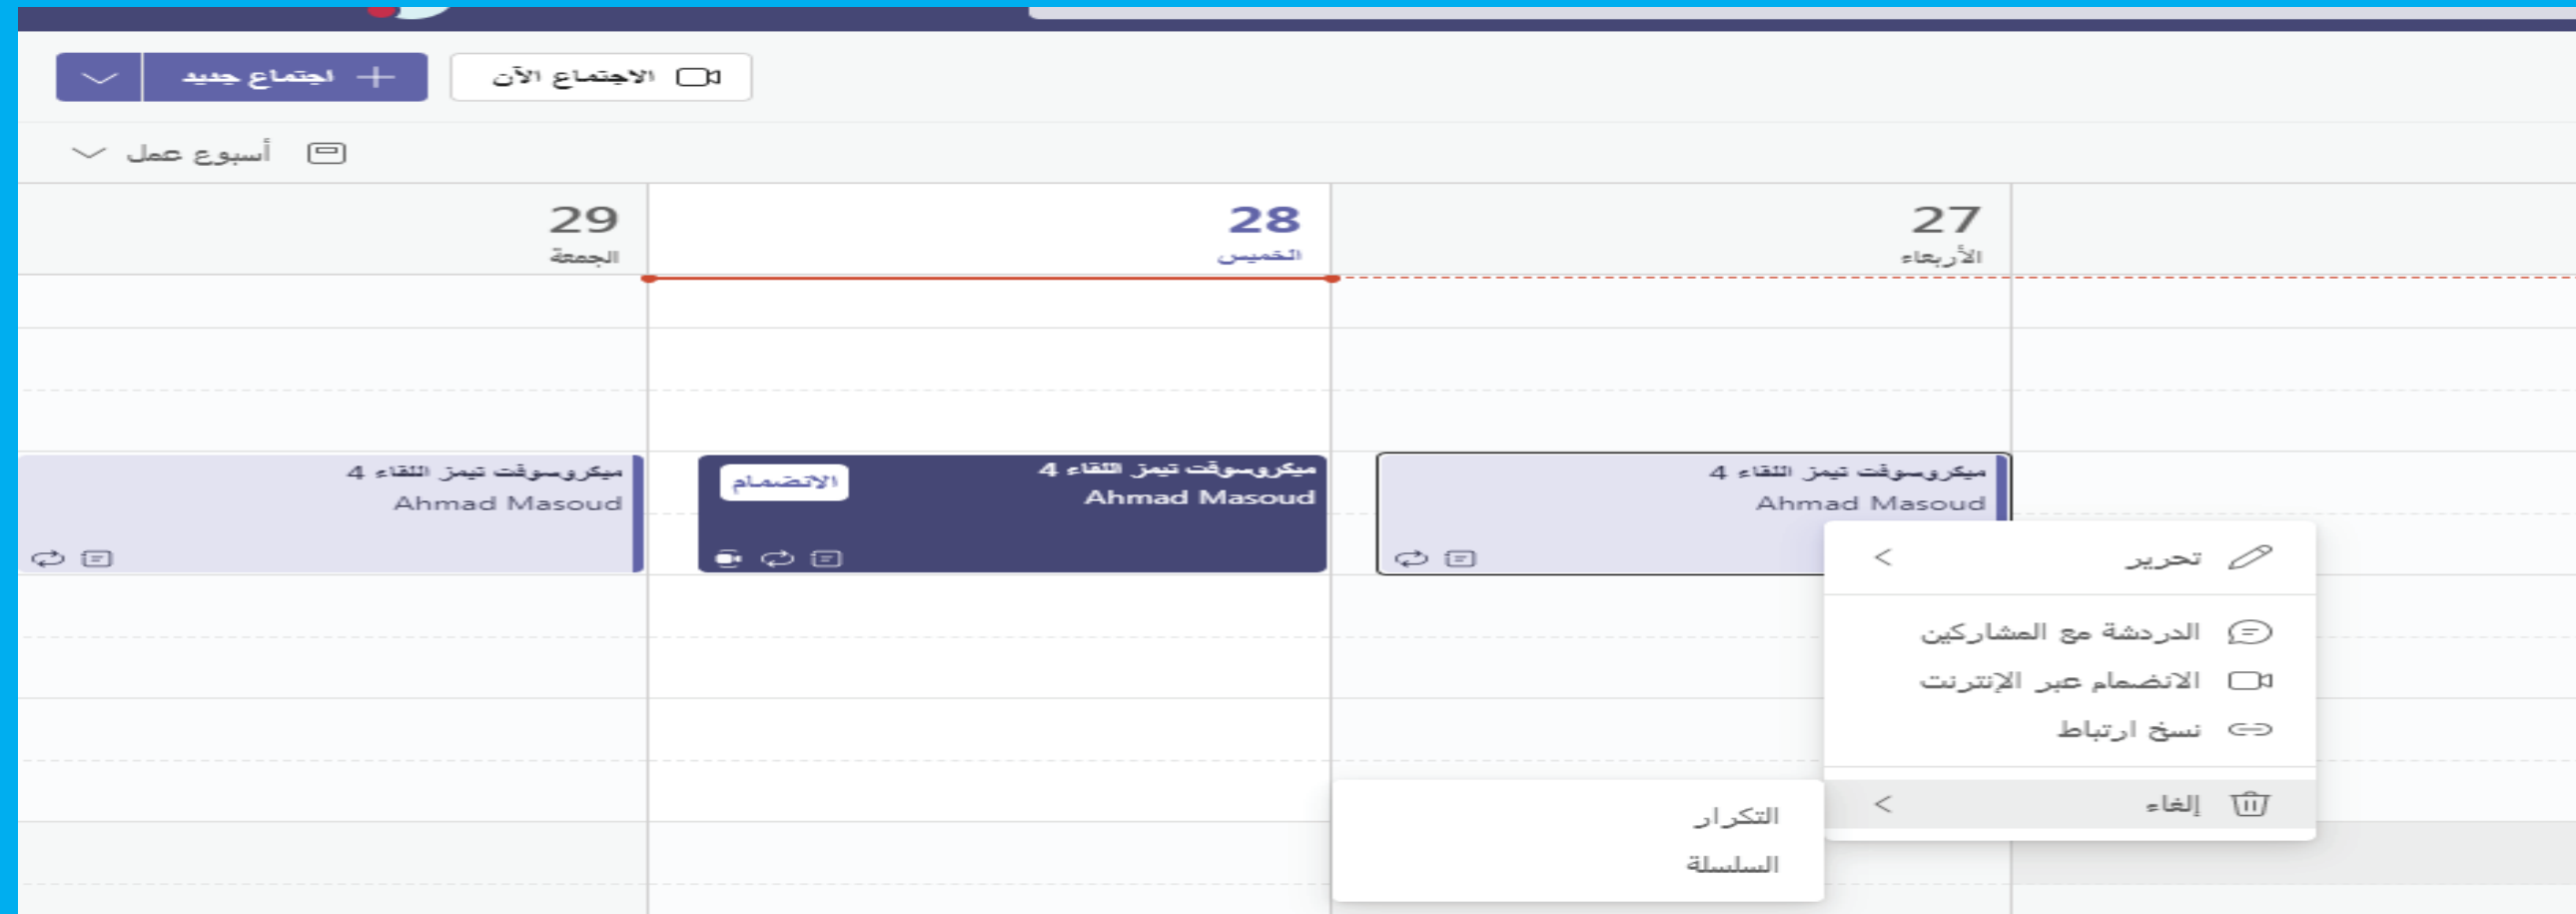 الاجتماع الآن
اجتماع جديد
أسبوع عمل
27
الأربعاء
28
الخميس
29
الجمعة
ميكروسوفت تيمز اللقاء 4
Ahmad Masoud
ميكروسوفت تيمز اللقاء 4
Ahmad Masoud
الانضمام
ميكروسوفت تيمز اللقاء 4
Ahmad Masoud
تحرير
الدردشة مع المشاركين
الانضمام عبر الإنترنت
نسخ ارتباط
إلغاء
التكرار
السلسلة